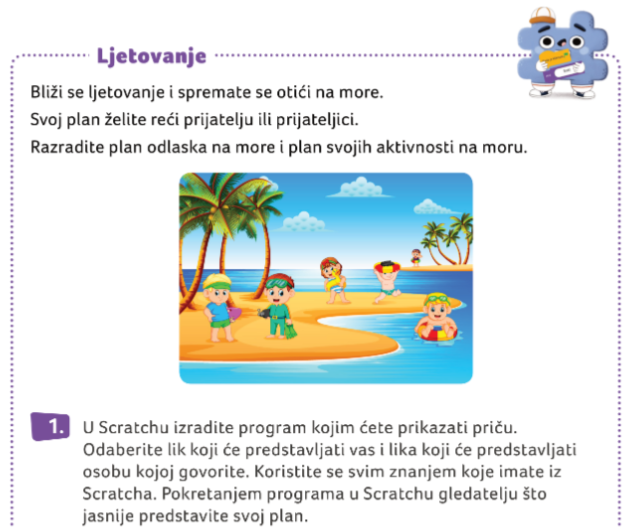 Ljetovanje
Bliži se ljetovanje i spremate se otići na more.
Svoj plan želite reći prijatelju ili prijateljici.
Razradite plan odlaska na more i plan svojih aktivnosti na moru.
1. U Scratchu izradite program kojim ćete prikazati priču.
Odaberite lik koji će predstavljati vas i lika koji će predstavljati
osobu kojoj govorite. Koristite se svim znanjem koje imate iz
Scratcha. Pokretanjem programa u Scratchu gledatelju što
jasnije predstavite svoj plan.